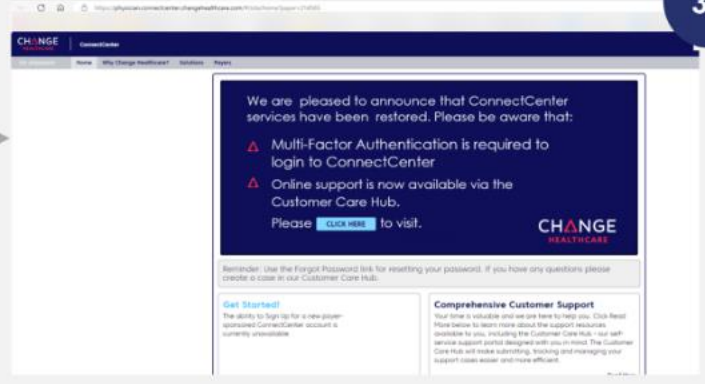 3
CHANGE
HEALTHCARE
ConnectCenter
Home Why Change Healthcare? Solutions Payers
We are pleased to announce that ConnectCenter
services have been restored. Please be aware that:
Multi-Factor Authentication is required to
login to ConnectCenter
Online support is now available via the
Customer Care Hub.
Please CLICK HERE to visit.
CHANGE
HEALTHCARE
Reminder: Use the Forgot Password link for resetting your password. If you have any questions please
create a case in our Customer Care Hub.
Get Started!
The ability to Sign Up for a new payer-
sponsored ConnectCenter account is
currently unavailable
Comprehensive Customer Support
Your time is valuable and we are here to help you. Click Read
More below to learn more about the support resources
available to you, including the Customer Care Hub - our self-
service support portal designed with you in mind. The Customer
Care Hub will make submitting, tracking and managing your
support cases easier and more efficient.